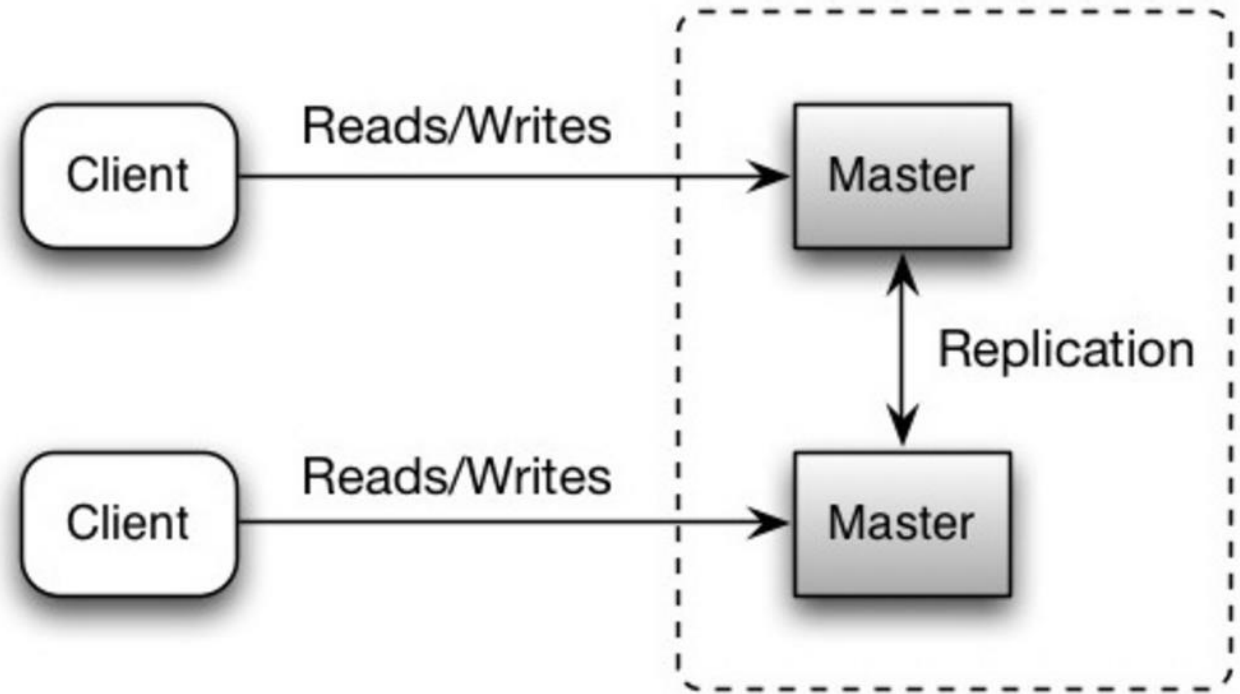 Reads/Writes
Client
Master
Replication
Reads/Writes
Client
Master